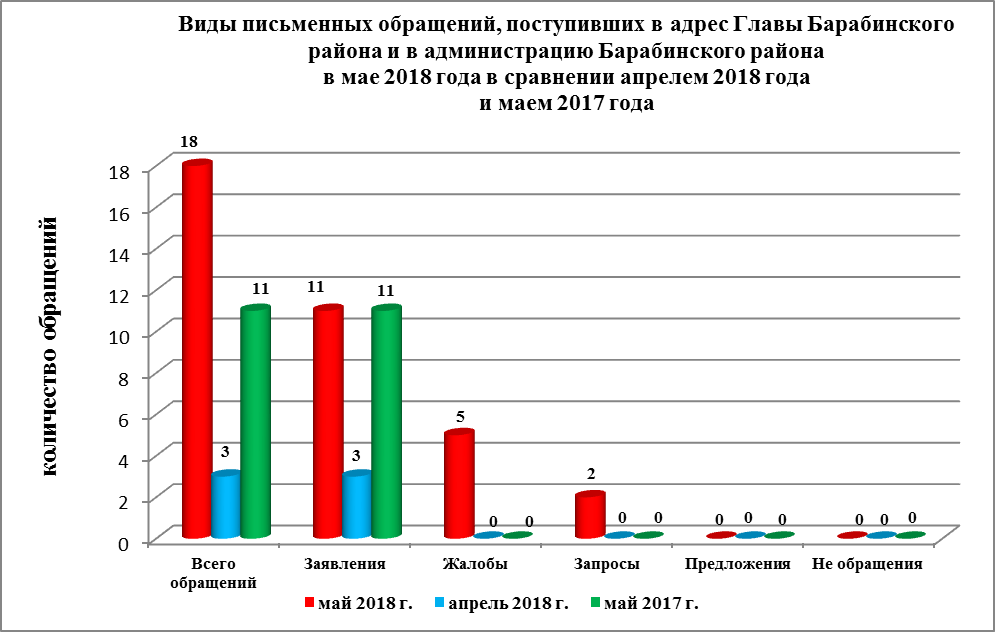 Виды письменных обращений, поступивших в адрес Главы Барабинского
района и в администрацию Барабинского района
в мае 2018 года в сравнении апрелем 2018 года
и маем 2017 года
количество обращений
18
16
14
12
10
8
6
4
2
0
18
3
11
11
3
11
5
0
0
2
0
0
0
0
0
0
0
0
Всего
обращений
Заявления
Жалобы
Запросы
Предложения
Не обращения
май 2018 г.
апрель 2018 г.
май 2017 г.